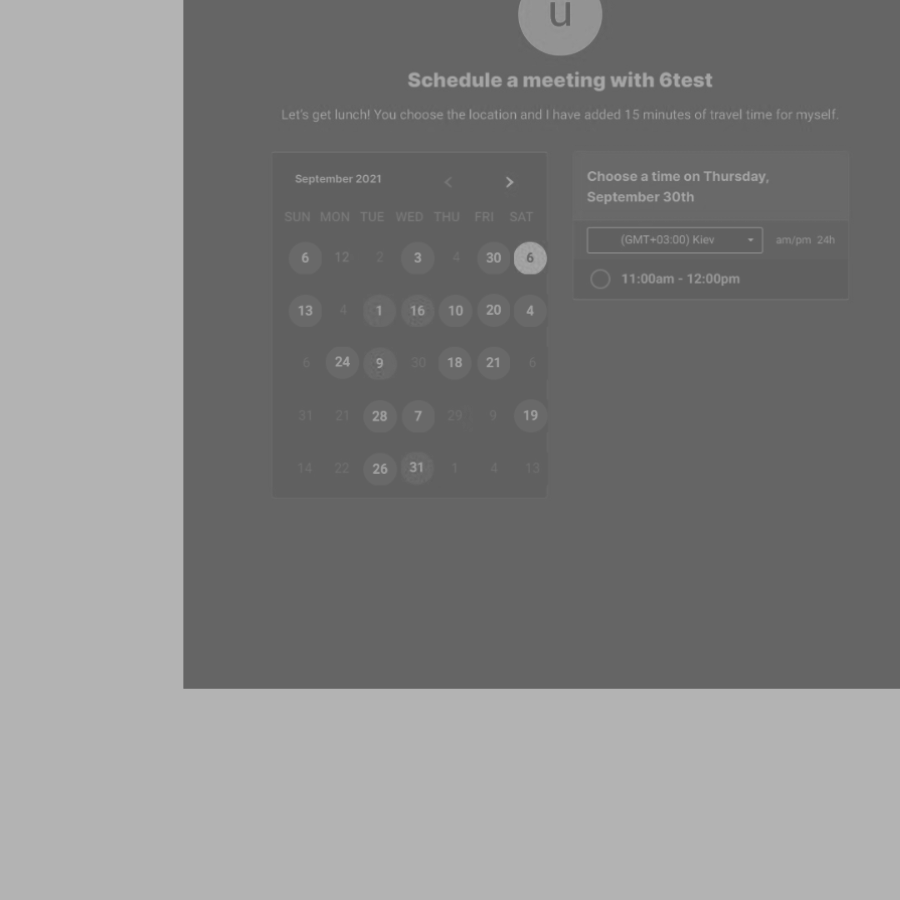 u
Schedule a meeting with 6test
Let's get lunch! You choose the location and I have added 15 minutes of travel time for myself.
September 2021
SUN MON TUE WED THU FRI SAT
6 12 2 3 4 30 6
13 4 1 16 10 20 4
6 24 9 30 18 21 6
31 21 28 7 29 9 19
14 22 26 31 1 4 13
Choose a time on Thursday,
September 30th
(GMT+03:00) Kiev am/pm 24h
11:00am - 12:00pm